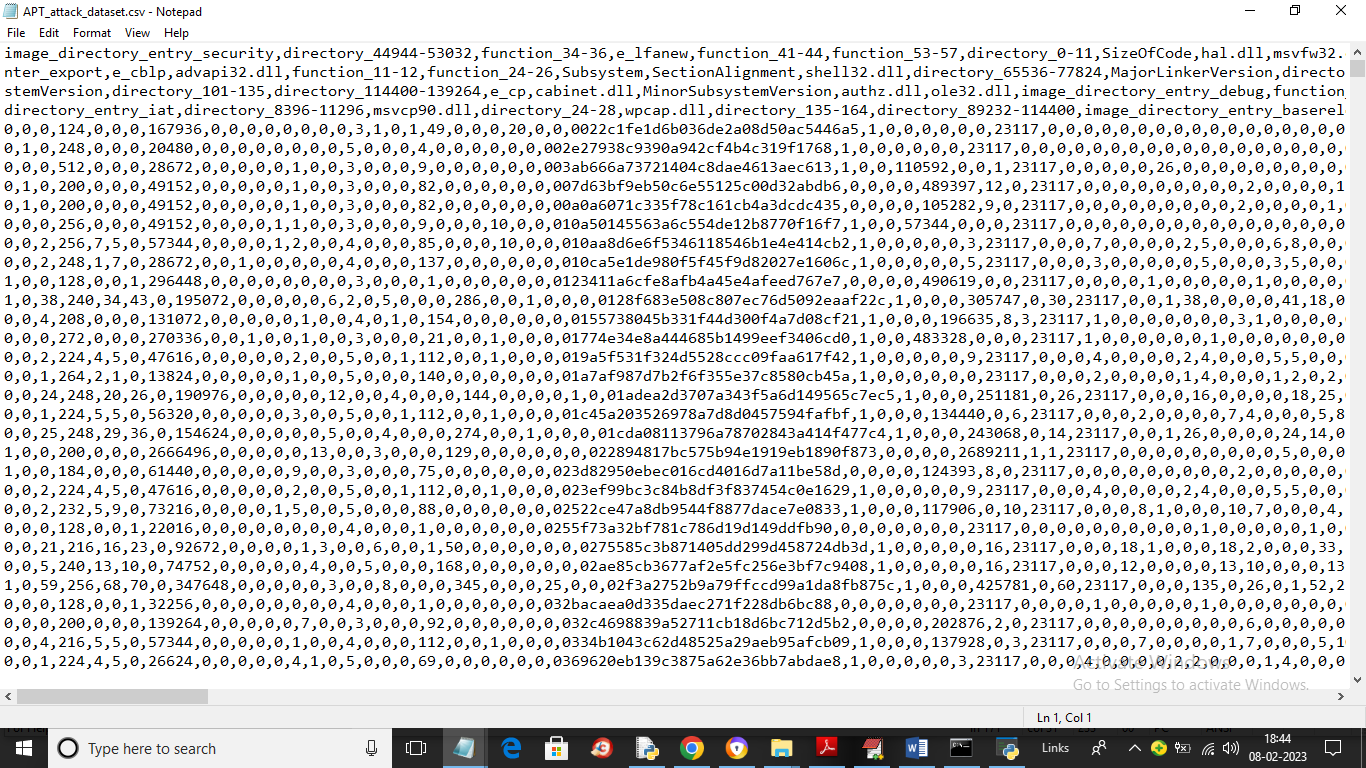 APT_attack_dataset.csv - Notepad
File Edit Format View Help
image_directory_entry_security,directory_44944-53032,function_34-36,e_lfanew,function_41-44,function_53-57,directory_0-11,SizeOfCode,hal.dll,msvfw32.
nter_export,e_cblp,advapi32.dll,function_11-12,function_24-26,Subsystem,SectionAlignment,shell32.dll,directory_65536-77824,MajorLinkerVersion,directo
stemVersion,directory_101-135,directory_114400-139264,e_cp,cabinet.dll,MinorSubsystemVersion,authz.dll,ole32.dll,image_directory_entry_debug,function_
directory_entry_iat,directory_8396-11296,msvcp90.dll,directory_24-28,wpcap.dll,directory_135-164,directory_89232-114400,image_directory_entry_baserel
0,0,0,124,0,0,0,167936,0,0,0,0,0,0,0,0,3,1,0,1,49,0,0,0,20,0,0,0022c1fe1d6b036de2a08d50ac5446a5,1,0,0,0,0,0,0,23117,0,0,0,0,0,0,0,0,0,0,0,0,0,0,0,0
0,1,0,248,0,0,0,20480,0,0,0,0,0,0,0,0,5,0,0,0,4,0,0,0,0,0,0,002e27938c9390a942cf4b4c319f1768,1,0,0,0,0,0,0,23117,0,0,0,0,0,0,0,0,0,0,0,0,0,0,0,0,0
0,0,0,512,0,0,0,28672,0,0,0,0,0,1,0,0,3,0,0,0,9,0,0,0,0,0,0,003ab666a73721404c8dae4613aec613,1,0,0,110592,0,0,1,23117,0,0,0,0,0,26,0,0,0,0,0,0,0,0
0,1,0,200,0,0,0,49152,0,0,0,0,0,1,0,0,3,0,0,0,82,0,0,0,0,0,0,007d63bf9eb50c6e55125c00d32abdb6,0,0,0,0,489397,12,0,23117,0,0,0,0,0,0,0,0,2,0,0,0,0,1
0,1,0,200,0,0,0,49152,0,0,0,0,0,1,0,0,3,0,0,0,82,0,0,0,0,0,0,00a0a6071c335f78c161cb4a3dcdc435,0,0,0,0,105282,9,0,23117,0,0,0,0,0,0,0,0,2,0,0,0,0,1,
0,0,0,256,0,0,0,49152,0,0,0,0,1,1,0,0,3,0,0,0,9,0,0,0,10,0,0,010a50145563a6c554de12b8770f16f7,1,0,0,57344,0,0,0,23117,0,0,0,0,0,0,0,0,0,0,0,0,0,0,0
0,0,2,256,7,5,0,57344,0,0,0,0,1,2,0,0,4,0,0,0,85,0,0,0,10,0,0,010aa8d6e6f5346118546b1e4e414cb2,1,0,0,0,0,0,3,23117,0,0,0,7,0,0,0,0,2,5,0,0,0,6,8,0
0,0,2,248,1,7,0,28672,0,0,1,0,0,0,0,0,4,0,0,0,137,0,0,0,0,0,0,010ca5e1de980f5f45f9d82027e1606c,1,0,0,0,0,0,5,23117,0,0,0,3,0,0,0,0,0,5,0,0,0,3,5,0,0
1,0,0,128,0,0,1,296448,0,0,0,0,0,0,0,0,3,0,0,0,1,0,0,0,0,0,0,0123411a6cfe8afb4a45e4afeed767e7,0,0,0,0,490619,0,0,23117,0,0,0,0,1,0,0,0,0,1,0,0,0,0
1,0,38,240,34,43,0,195072,0,0,0,0,0,6,2,0,5,0,0,0,286,0,0,1,0,0,0,0128f683e508c807ec76d5092eaaf22c,1,0,0,0,305747,0,30,23117,0,0,1,38,0,0,0,0,41,18,0
0,0,4,208,0,0,0,131072,0,0,0,0,0,1,0,0,4,0,1,0,154,0,0,0,0,0,0,0155738045b331f44d300f4a7d08cf21,1,0,0,0,196635,8,3,23117,1,0,0,0,0,0,0,0,3,1,0,0,0,0
0,0,0,272,0,0,0,270336,0,0,1,0,0,1,0,0,3,0,0,0,21,0,0,1,0,0,0,01774e34e8a444685b1499eef3406cd0,1,0,0,483328,0,0,0,23117,1,0,0,0,0,0,0,1,0,0,0,0,0,0
0,0,2,224,4,5,0,47616,0,0,0,0,0,2,0,0,5,0,0,1,112,0,0,1,0,0,0,019a5f531f324d5528ccc09faa617f42,1,0,0,0,0,0,9,23117,0,0,0,4,0,0,0,0,2,4,0,0,0,5,5,0,0
0,0,1,264,2,1,0,13824,0,0,0,0,0,1,0,0,5,0,0,0,140,0,0,0,0,0,0,01a7af987d7b2f6f355e37c8580cb45a,1,0,0,0,0,0,0,23117,0,0,0,2,0,0,0,0,1,4,0,0,0,1,2,0,2,
0,0,24,248,20,26,0,190976,0,0,0,0,0,12,0,0,4,0,0,0,144,0,0,0,0,1,0,01adea2d3707a343f5a6d149565c7ec5,1,0,0,0,251181,0,26,23117,0,0,0,16,0,0,0,0,18,25,
0,0,1,224,5,5,0,56320,0,0,0,0,0,3,0,0,5,0,0,1,112,0,0,1,0,0,0,01c45a203526978a7d8d0457594fafbf,1,0,0,0,134440,0,6,23117,0,0,0,2,0,0,0,0,7,4,0,0,0,5,8
0,0,25,248,29,36,0,154624,0,0,0,0,0,5,0,0,4,0,0,0,274,0,0,1,0,0,0,01cda08113796a78702843a414f477c4,1,0,0,0,243068,0,14,23117,0,0,1,26,0,0,0,0,24,14,0
1,0,0,200,0,0,0,2666496,0,0,0,0,0,13,0,0,3,0,0,0,129,0,0,0,0,0,0,022894817bc575b94e1919eb1890f873,0,0,0,0,2689211,1,1,23117,0,0,0,0,0,0,0,0,5,0,0,0
1,0,0,184,0,0,0,61440,0,0,0,0,0,9,0,0,3,0,0,0,75,0,0,0,0,0,0,023d82950ebec016cd4016d7a11be58d,0,0,0,0,124393,8,0,23117,0,0,0,0,0,0,0,0,2,0,0,0,0,0
0,0,2,224,4,5,0,47616,0,0,0,0,0,2,0,0,5,0,0,1,112,0,0,1,0,0,0,023ef99bc3c84b8df3f837454c0e1629,1,0,0,0,0,0,9,23117,0,0,0,4,0,0,0,0,2,4,0,0,0,5,5,0,0
0,0,2,232,5,9,0,73216,0,0,0,0,1,5,0,0,5,0,0,0,88,0,0,0,0,0,0,02522ce47a8db9544f8877dace7e0833,1,0,0,0,117906,0,10,23117,0,0,0,8,1,0,0,0,10,7,0,0,0,4,
0,0,0,128,0,0,1,22016,0,0,0,0,0,0,0,0,4,0,0,0,1,0,0,0,0,0,0,0255f73a32bf781c786d19d149ddfb90,0,0,0,0,0,0,0,23117,0,0,0,0,0,0,0,0,0,1,0,0,0,0,1,0
0,0,21,216,16,23,0,92672,0,0,0,0,1,3,0,0,6,0,0,1,50,0,0,0,0,0,0,0275585c3b871405dd299d458724db3d,1,0,0,0,0,0,16,23117,0,0,0,18,1,0,0,0,18,2,0,0,0,33,
0,0,5,240,13,10,0,74752,0,0,0,0,0,4,0,0,5,0,0,0,168,0,0,0,0,0,0,02ae85cb3677af2e5fc256e3bf7c9408,1,0,0,0,0,0,16,23117,0,0,0,12,0,0,0,0,13,10,0,0,0,13
1,0,59,256,68,70,0,347648,0,0,0,0,0,3,0,0,8,0,0,0,345,0,0,25,0,0,02f3a2752b9a79ffccd99a1da8fb875c,1,0,0,0,425781,0,60,23117,0,0,0,135,0,26,0,1,52,2
0,0,0,128,0,0,1,32256,0,0,0,0,0,0,0,0,4,0,0,0,1,0,0,0,0,0,0,032bacaea0d335daec271f228db6bc88,0,0,0,0,0,0,0,23117,0,0,0,0,1,0,0,0,0,1,0,0,0,0,0,0
0,0,0,200,0,0,0,139264,0,0,0,0,0,7,0,0,3,0,0,0,92,0,0,0,0,0,0,032c4698839a52711cb18d6bc712d5b2,0,0,0,0,202876,2,0,23117,0,0,0,0,0,0,0,0,6,0,0,0,0,0
0,0,4,216,5,5,0,57344,0,0,0,0,0,1,0,0,4,0,0,0,112,0,0,1,0,0,0,0334b1043c62d48525a29aeb95afcb09,1,0,0,0,137928,0,3,23117,0,0,0,7,0,0,0,0,1,7,0,0,0,5,1
0,0,1,224,4,5,0,26624,0,0,0,0,0,4,1,0,5,0,0,0,69,0,0,0,0,0,0,0369620eb139c3875a62e36bb7abdae8,1,0,0,0,0,0,3,23117,0,0,0,4,0,0,0,0,2,2,0,0,0,1,4,0,0,0
Activate Windows
Go to Settings to activate Windows.
Ln 1, Col 1
Type here to search
Links
18:44
08-02-2023